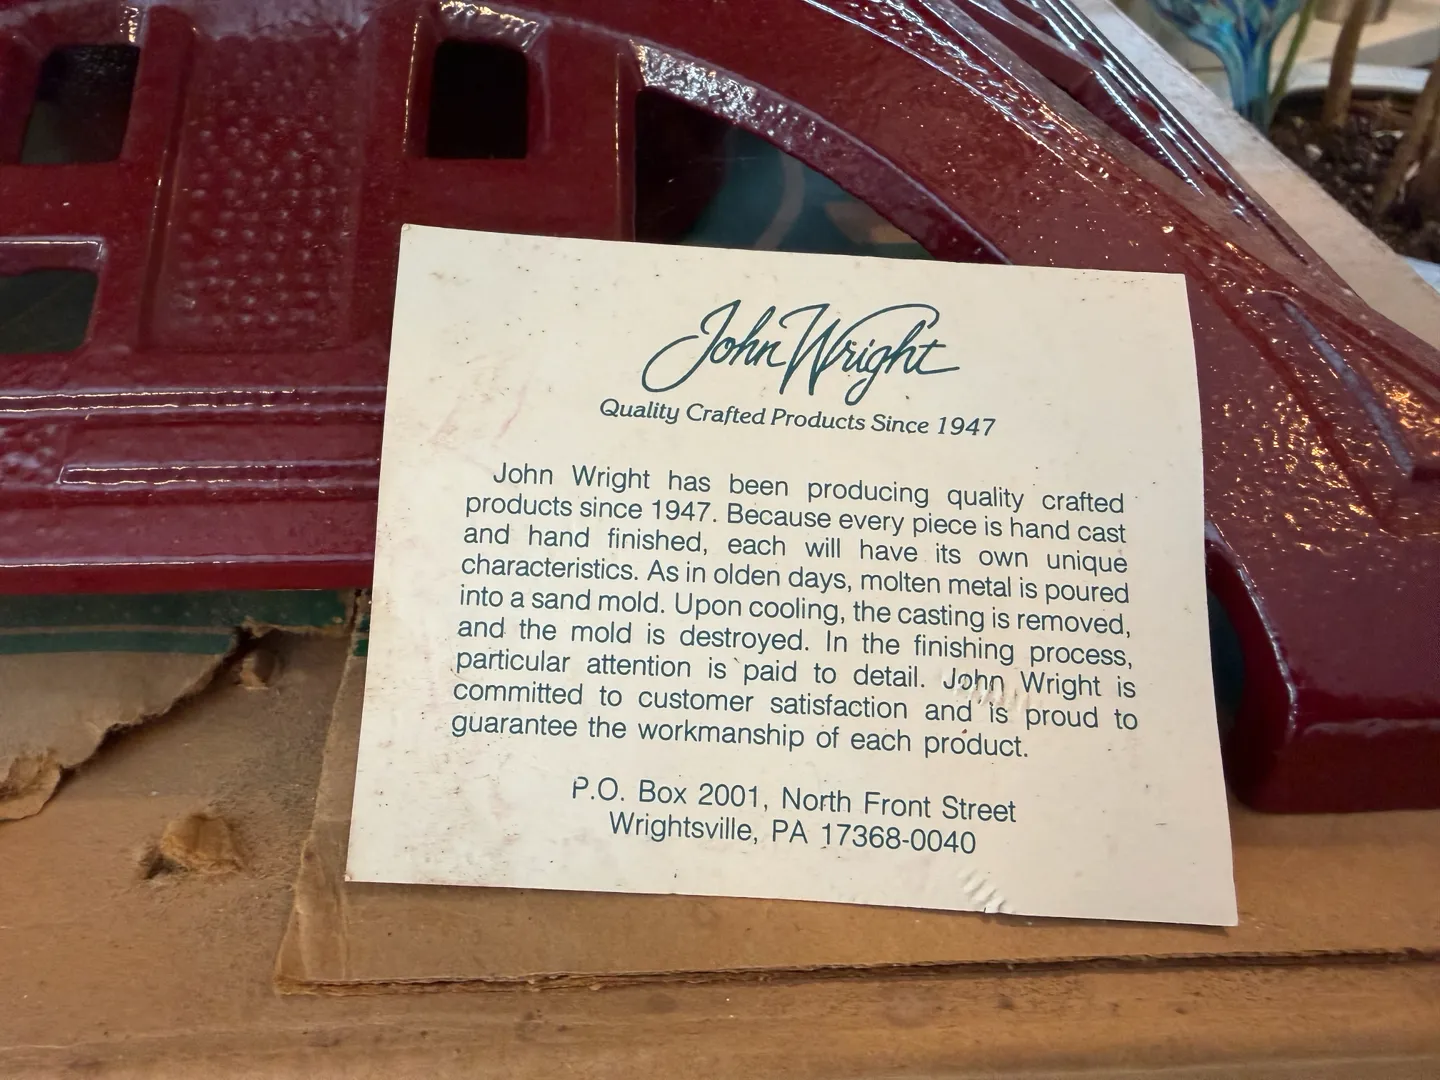 John Wright
Quality Crafted Products Since 1947
John Wright has been producing quality crafted
products since 1947. Because every piece is hand cast
and hand finished, each will have its own unique
characteristics. As in olden days, molten metal is poured
into a sand mold. Upon cooling, the casting is removed,
and the mold is destroyed. In the finishing process,
particular attention is paid to detail. John Wright is
committed to customer satisfaction and is proud to
guarantee the workmanship of each product.
P.O. Box 2001, North Front Street
Wrightsville, PA 17368-0040